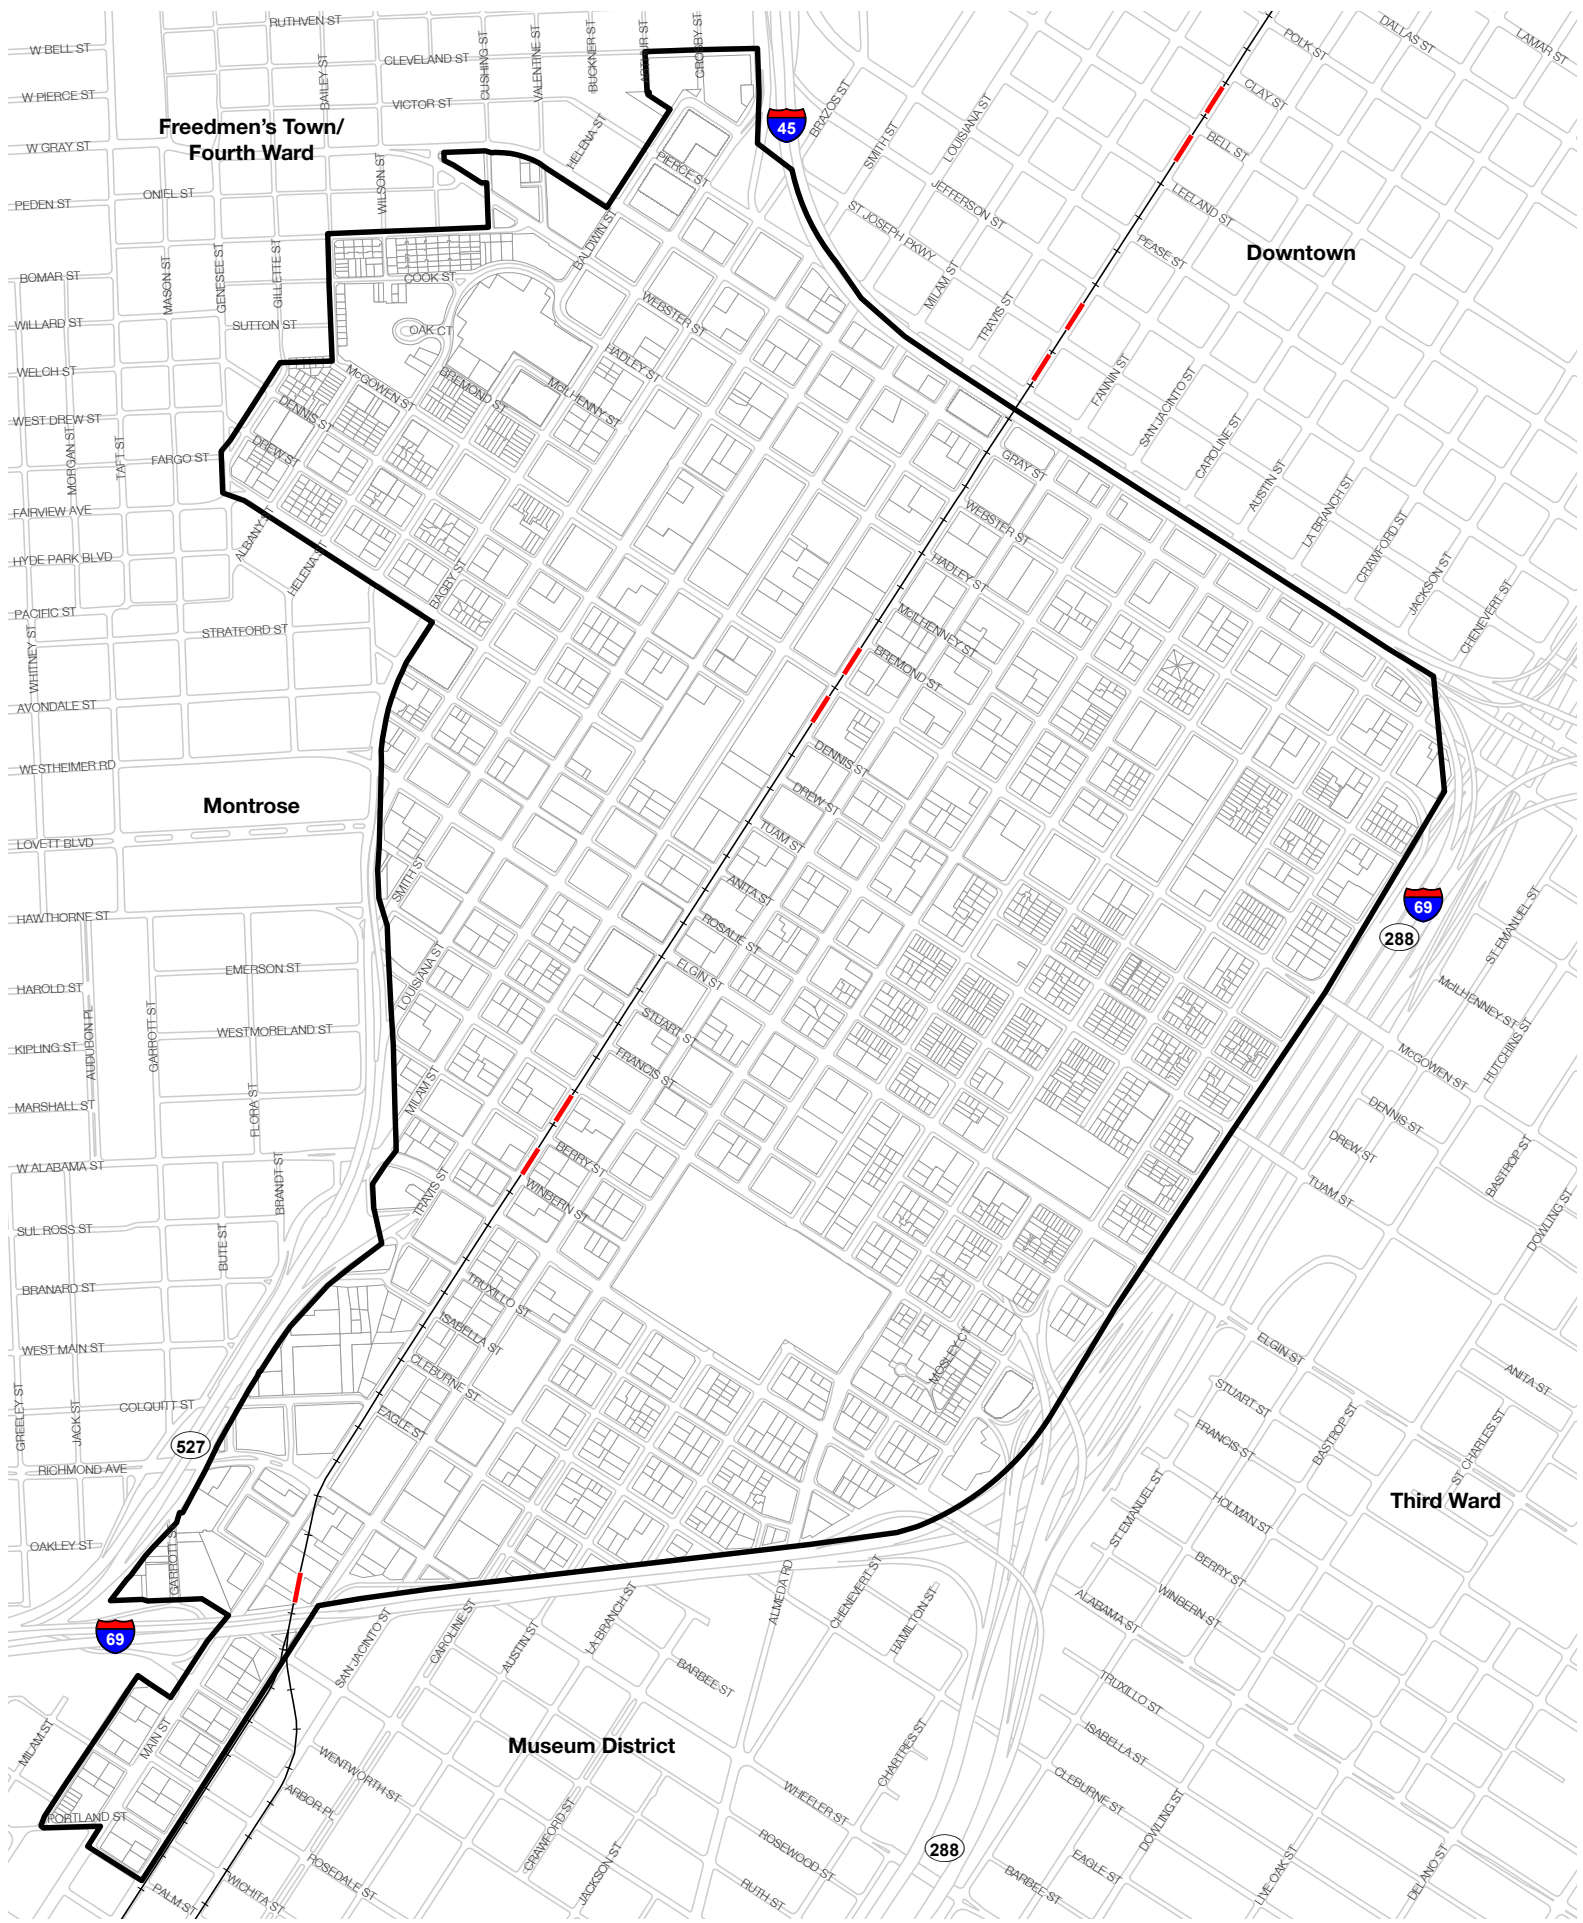 RUTHVEN ST
W BELL ST
CLEVELAND ST
W PIERCE ST
VICTOR ST
BAILEY ST
CUSHING ST
VALENTINE ST
BUCKNER ST
ARTHUR ST
CROSBY ST
Freedmen's Town/
Fourth Ward
W GRAY ST
HELENA ST
PIERCE ST
45
BRAZOS ST
SMITH ST
LOUISIANA ST
POLK ST
DALLAS ST
LAMAR ST
CLAY ST
BELL ST
LEELAND ST
PEASE ST
JEFFERSON ST
ST JOSEPH PKWY
Downtown
PEDEN ST
ONIEL ST
WILSON ST
BALDWIN ST
MILAM ST
TRAVIS ST
BOMAR ST
MASON ST
GENESEE ST
GILLETTE ST
COOK ST
WILLARD ST
SUTTON ST
OAK CT
WEBSTER ST
HADLEY ST
McILHENNY ST
BREMOND ST
McGOWEN ST
WELCH ST
DENNIS ST
DREW ST
WEST DREW ST
MORGAN ST
TAFT ST
FARGO ST
FAIRVIEW AVE
ALBANY ST
HELENA ST
BAGBY ST
HYDE PARK BLVD
PACIFIC ST
STRATFORD ST
WHITNEY ST
AVONDALE ST
WESTHEIMER RD
FANNIN ST
SAN JACINTO ST
CAROLINE ST
AUSTIN ST
LA BRANCH ST
CRAWFORD ST
JACKSON ST
CHENEVERT ST
GRAY ST
WEBSTER ST
HADLEY ST
McILHENNEY ST
BREMOND ST
DENNIS ST
DREW ST
TUAM ST
ANITA ST
ROSALIE ST
ELGIN ST
STUART ST
FRANCIS ST
BERRY ST
WINBERN ST
TRUXILLO ST
ISABELLA ST
CLEBURNE ST
EAGLE ST
Montrose
LOVETT BLVD
SMITH ST
HAWTHORNE ST
LOUISIANA ST
EMERSON ST
HAROLD ST
AUDUBON PL
GARROTT ST
WESTMORELAND ST
KIPLING ST
MILAM ST
FLORA ST
MARSHALL ST
W ALABAMA ST
BRANDT ST
TRAVIS ST
SUL ROSS ST
BUTE ST
BRANARD ST
WEST MAIN ST
GREELEY ST
JACK ST
COLQUITT ST
527
RICHMOND AVE
OAKLEY ST
GARROTT ST
69
69
288
ST EMANUEL ST
McILHENNEY ST
HUTCHINS ST
McGOWEN ST
DENNIS ST
DREW ST
BASTROP ST
TUAM ST
DOWLING ST
MOSLEY CT
ELGIN ST
ANITA ST
STUART ST
FRANCIS ST
BASTROP ST
ST CHARLES ST
Third Ward
ST EMANUEL ST
HOLMAN ST
BERRY ST
WINBERN ST
ALABAMA ST
TRUXILLO ST
ISABELLA ST
CLEBURNE ST
DOWLING ST
EAGLE ST
BARBEE ST
LIVE OAK ST
DELANO ST
ALMEDA RD
CHENEVERT ST
HAMILTON ST
SAN JACINTO ST
CAROLINE ST
AUSTIN ST
LA BRANCH ST
BARBEE ST
Museum District
CHARTRES ST
WHEELER ST
ROSEWOOD ST
RUTH ST
288
MILAM ST
MAIN ST
PORTLAND ST
WENTWORTH ST
ARBOR PL
CRAWFORD ST
JACKSON ST
ROSEDALE ST
WICHITA ST
PALM ST